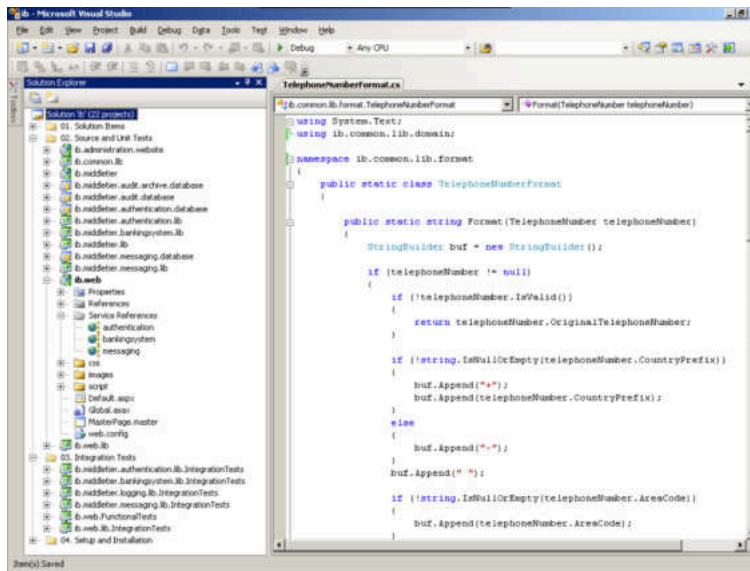 ib - Microsoft Visual Studio
File Edit View Project Build Debug Data Tools Test Window Help
Debug Any CPU
Solution Explorer
Toolbox
Solution 'ib' (22 projects)
01. Solution Items
02. Source and Unit Tests
ib.administration.website
ib.common.lib
ib.middletier
ib.middletier.audit.archive.database
ib.middletier.audit.database
ib.middletier.authentication.database
ib.middletier.authentication.lib
ib.middletier.bankingsystem.lib
ib.middletier.lib
ib.middletier.messaging.database
ib.middletier.messaging.lib
ib.web
Properties
References
Service References
authentication
bankingsystem
messaging
css
images
script
Default.aspx
Global.asax
MasterPage.master
web.config
ib.web.lib
03. Integration Tests
ib.middletier.authentication.lib.IntegrationTests
ib.middletier.bankingsystem.lib.IntegrationTests
ib.middletier.logging.lib.IntegrationTests
ib.middletier.messaging.lib.IntegrationTests
ib.web.FunctionalTests
ib.web.lib.IntegrationTests
04. Setup and Installation
TelephoneNumberFormat.cs
ib.common.lib.format.TelephoneNumberFormat
Format(TelephoneNumber telephoneNumber)
using System.Text;
using ib.common.lib.domain;
namespace ib.common.lib.format
{
public static class TelephoneNumberFormat
{
public static string Format(TelephoneNumber telephoneNumber)
{
StringBuilder buf = new StringBuilder();
if (telephoneNumber != null)
{
if (!telephoneNumber.IsValid())
{
return telephoneNumber.OriginalTelephoneNumber;
}
if (!string.IsNullOrEmpty(telephoneNumber.CountryPrefix))
{
buf.Append("+");
buf.Append(telephoneNumber.CountryPrefix);
}
else
{
buf.Append("-");
}
buf.Append(" ");
if (!string.IsNullOrEmpty(telephoneNumber.AreaCode))
{
buf.Append(telephoneNumber.AreaCode);
}
Item(s) Saved